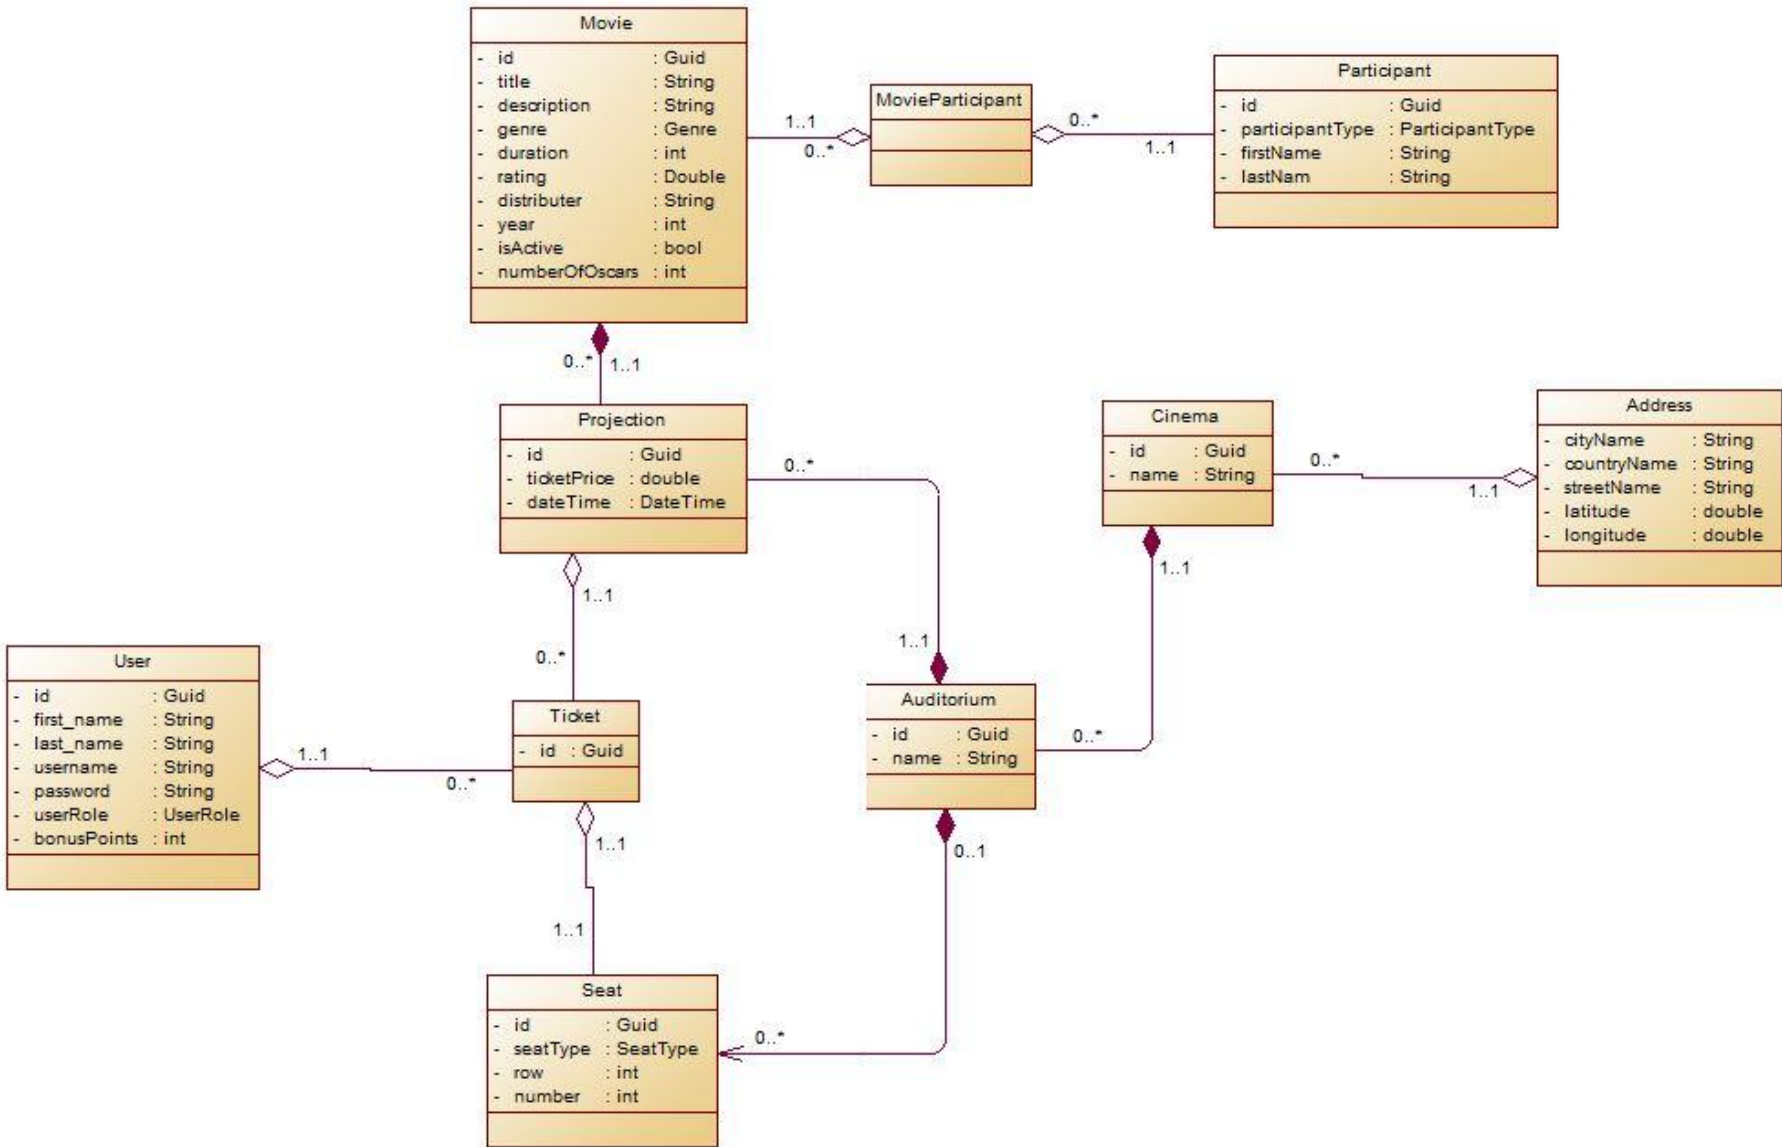 Movie
- id : Guid
- title : String
- description : String
- genre : Genre
- duration : int
- rating : Double
- distributer : String
- year : int
- isActive : bool
- numberOfOscars : int
1..1
0..*
MovieParticipant
0..*
1..1
Participant
- id : Guid
- participantType : ParticipantType
- firstName : String
- lastNam : String
0..*
1..1
Projection
- id : Guid
- ticketPrice : double
- dateTime : DateTime
0..*
1..1
Cinema
- id : Guid
- name : String
0..*
1..1
Address
- cityName : String
- countryName : String
- streetName : String
- latitude : double
- longitude : double
1..1
1..1
0..*
User
- id : Guid
- first_name : String
- last_name : String
- username : String
- password : String
- userRole : UserRole
- bonusPoints : int
1..1
0..*
Ticket
- id : Guid
Auditorium
- id : Guid
- name : String
0..*
1..1
0..1
1..1
Seat
- id : Guid
- seatType : SeatType
- row : int
- number : int
0..*